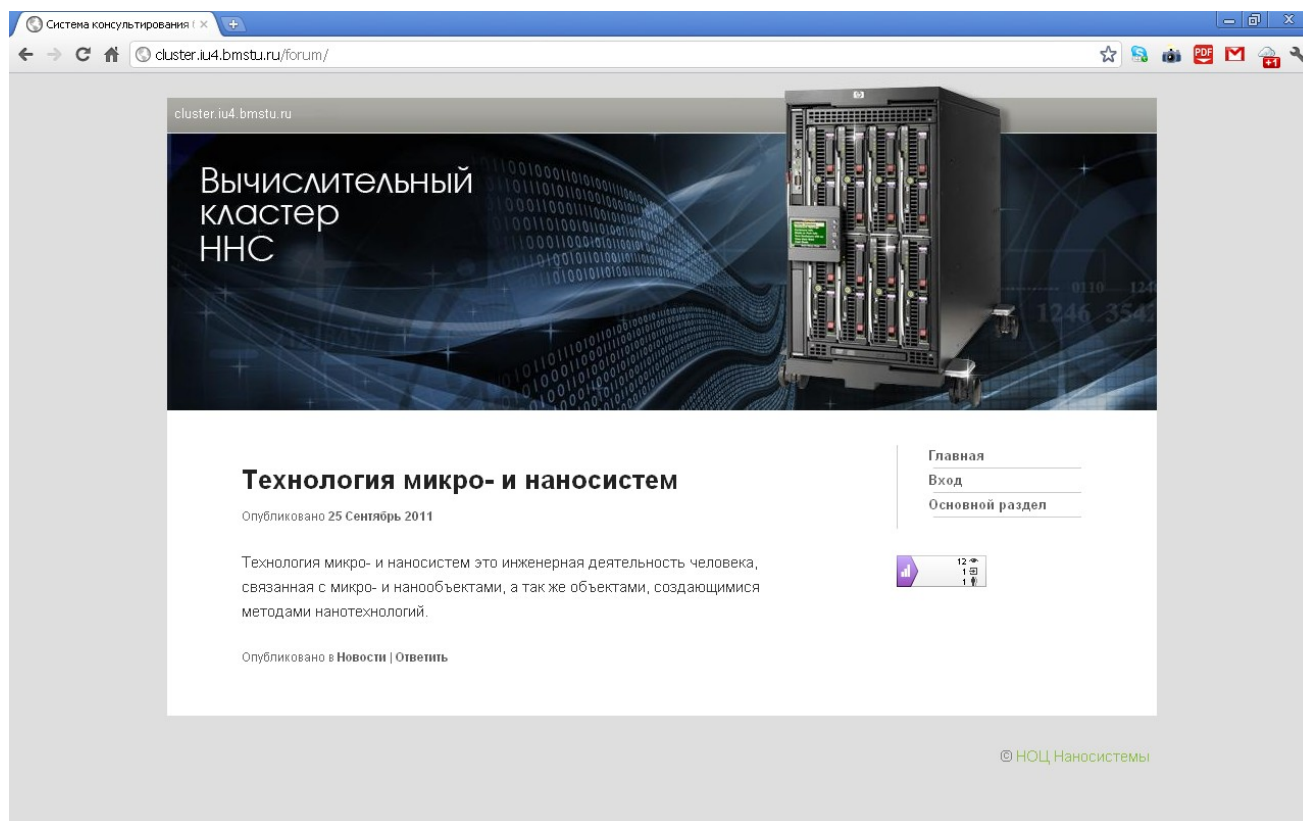 Система консультирования
cluster.iu4.bmstu.ru/forum/
PDF
+1
cluster.iu4.bmstu.ru
Вычислительный
кластер
ННС
Технология микро- и наносистем
Опубликовано 25 Сентябрь 2011
Технология микро- и наносистем это инженерная деятельность человека,
связанная с микро- и нанообъектами, а так же объектами, создающимися
методами нанотехнологий.
Опубликовано в Новости | Ответить
Главная
Вход
Основной раздел
12
1
1
© НОЦ Наносистемы